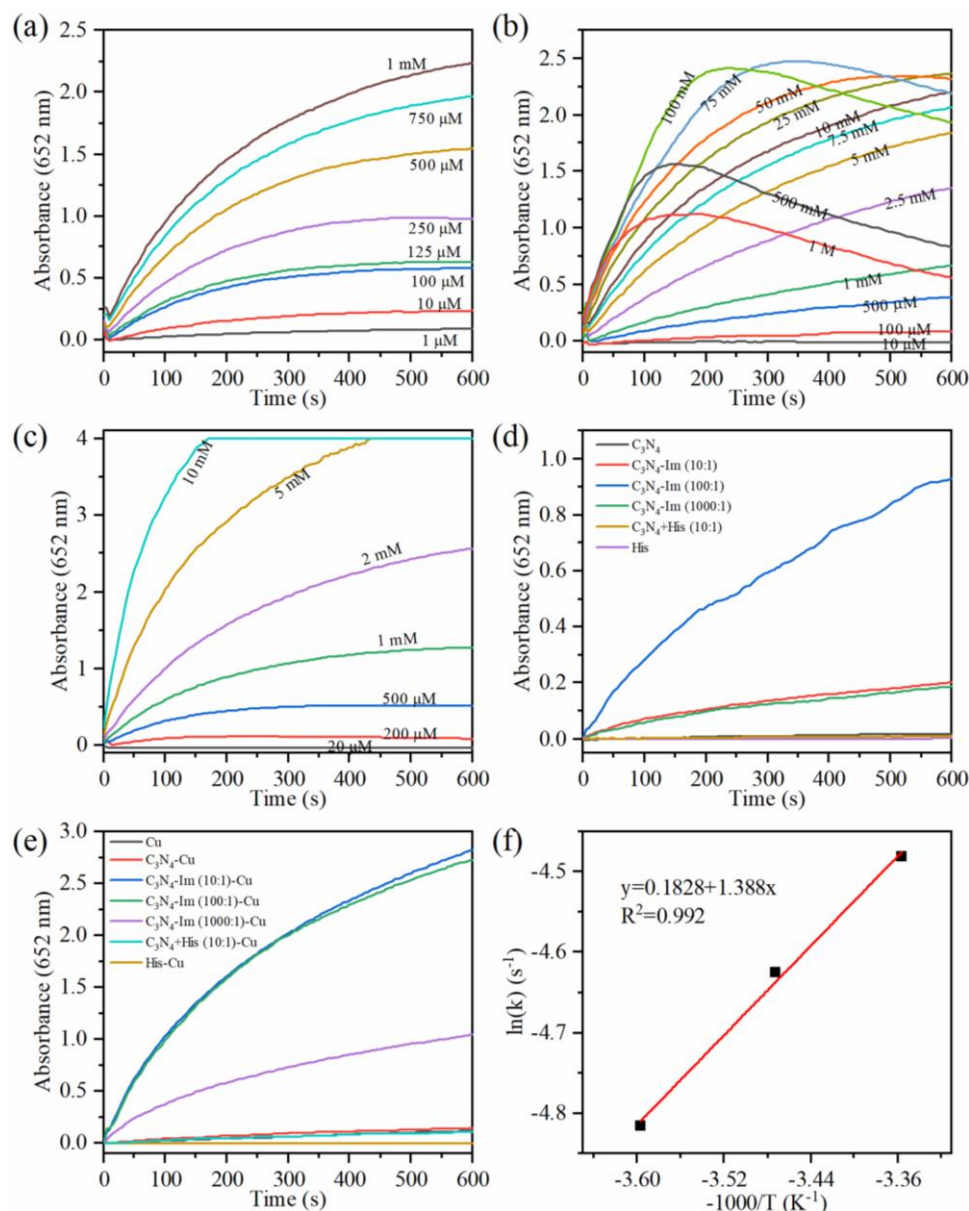 (a)
2.5
2.0
1.5
1.0
0.5
0.0
Absorbance (652 nm)
1 mM
750 μM
500 μM
250 μM
125 μM
100 μM
10 μM
1 μM
0 100 200 300 400 500 600
Time (s)
(b)
2.5
2.0
1.5
1.0
0.5
0.0
Absorbance (652 nm)
100 mM
75 mM
50 mM
25 mM
10 mM
7.5 mM
5 mM
500 mM
2.5 mM
1 M
1 mM
500 μM
100 μM
10 μM
0 100 200 300 400 500 600
Time (s)
(c)
4
3
2
1
0
Absorbance (652 nm)
10 mM
5 mM
2 mM
1 mM
500 μM
200 μM
20 μM
0 100 200 300 400 500 600
Time (s)
(d)
1.0
0.8
0.6
0.4
0.2
0.0
Absorbance (652 nm)
C₃N₄
C₃N₄-Im (10:1)
C₃N₄-Im (100:1)
C₃N₄-Im (1000:1)
C₃N₄+His (10:1)
His
0 100 200 300 400 500 600
Time (s)
(e)
3.0
2.5
2.0
1.5
1.0
0.5
0.0
Absorbance (652 nm)
Cu
C₃N₄-Cu
C₃N₄-Im (10:1)-Cu
C₃N₄-Im (100:1)-Cu
C₃N₄-Im (1000:1)-Cu
C₃N₄+His (10:1)-Cu
His-Cu
0 100 200 300 400 500 600
Time (s)
(f)
-4.5
-4.6
-4.7
-4.8
ln(k) (s⁻¹)
y=0.1828+1.388x
R²=0.992
-3.60 -3.52 -3.44 -3.36
-1000/T (K⁻¹)